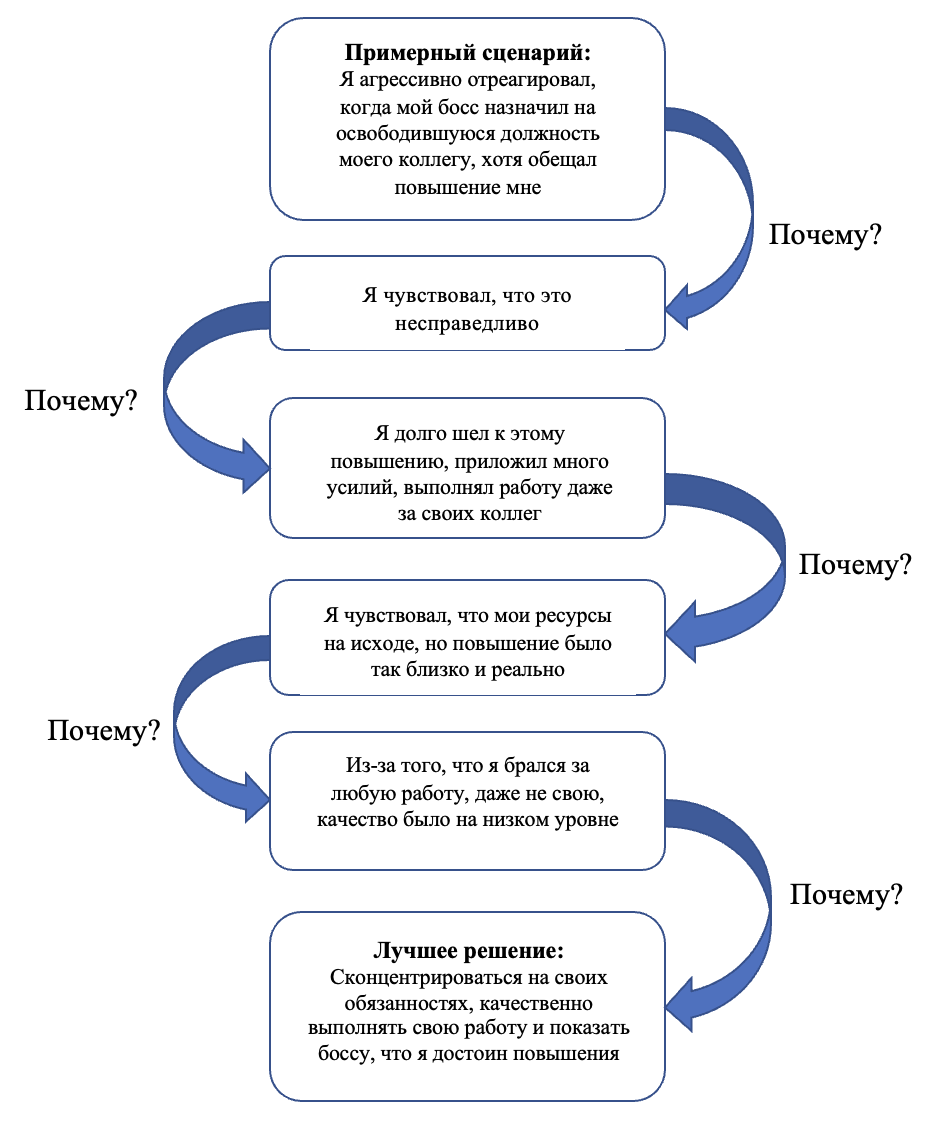 Примерный сценарий:
Я агрессивно отреагировал,
когда мой босс назначил на
освободившуюся должность
моего коллегу, хотя обещал
повышение мне
Почему?
Я чувствовал, что это
несправедливо
Почему?
Я долго шел к этому
повышению, приложил много
усилий, выполнял работу даже
за своих коллег
Почему?
Я чувствовал, что мои ресурсы
на исходе, но повышение было
так близко и реально
Почему?
Из-за того, что я брался за
любую работу, даже не свою,
качество было на низком уровне
Почему?
Лучшее решение:
Сконцентрироваться на своих
обязанностях, качественно
выполнять свою работу и показать
боссу, что я достоин повышения